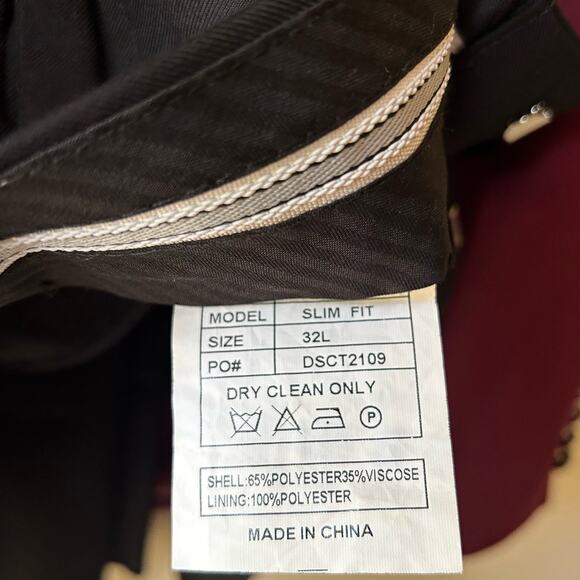 MODEL SLIM FIT
SIZE 32L
PO# DSCT2109
DRY CLEAN ONLY
P
SHELL:65%POLYESTER35%VISCOSE
LINING:100%POLYESTER
MADE IN CHINA